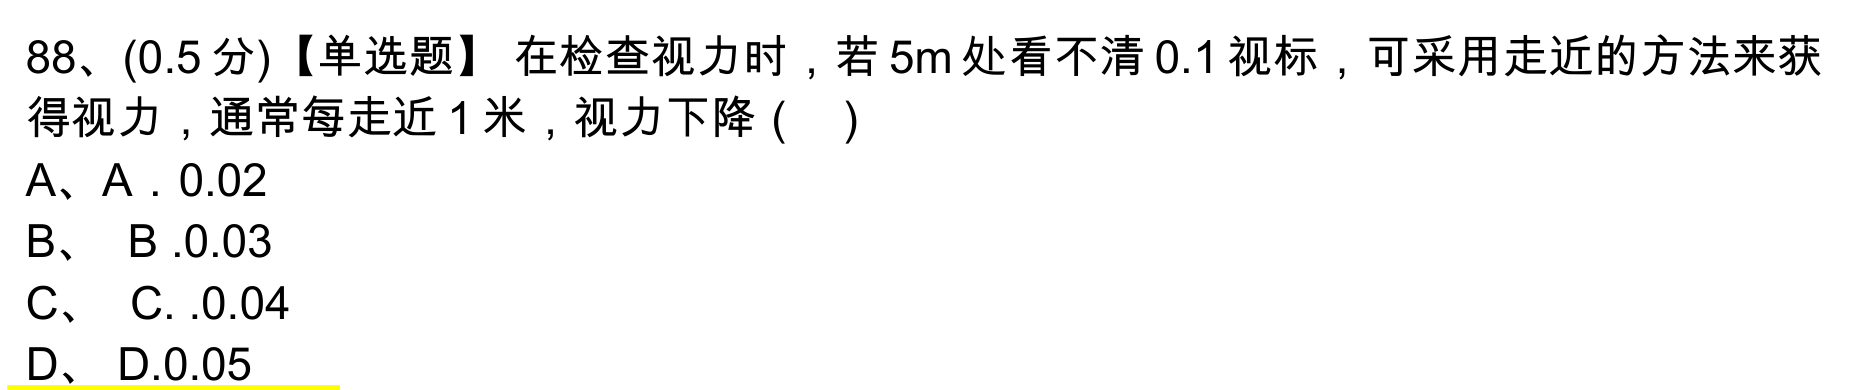 88、(0.5 分)【单选题】 在检查视力时，若 5m 处看不清 0.1 视标，可采用走近的方法来获
得视力，通常每走近 1 米，视力下降 (    )
A、A．0.02
B、  B .0.03
C、  C. .0.04
D、 D.0.05